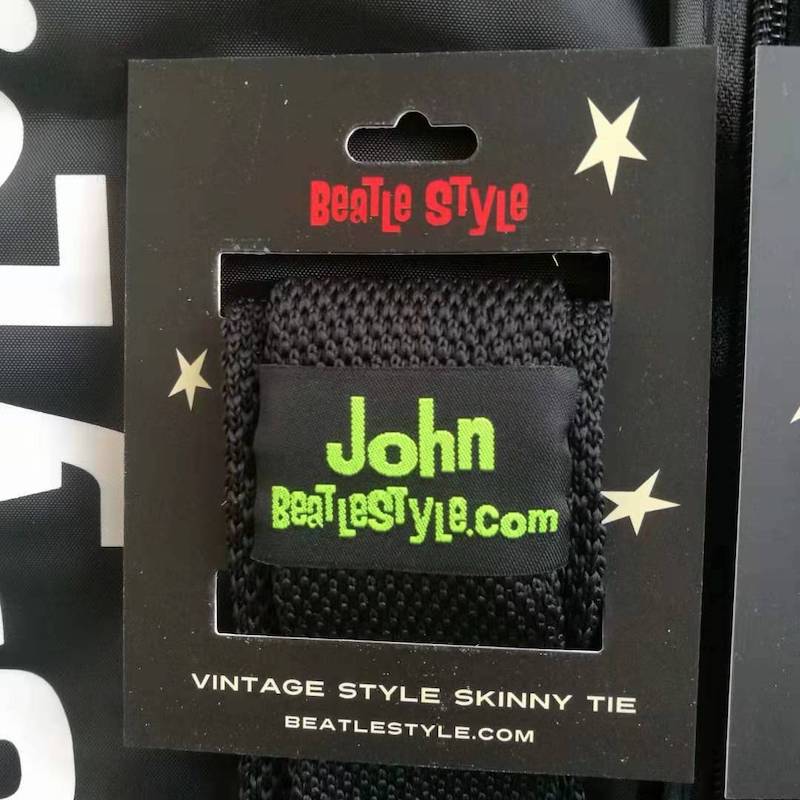 BeaTLe STyLe
John
BeaTLeSTyLe.com
VINTAGE STYLE SKINNY TIE
BEATLESTYLE.COM